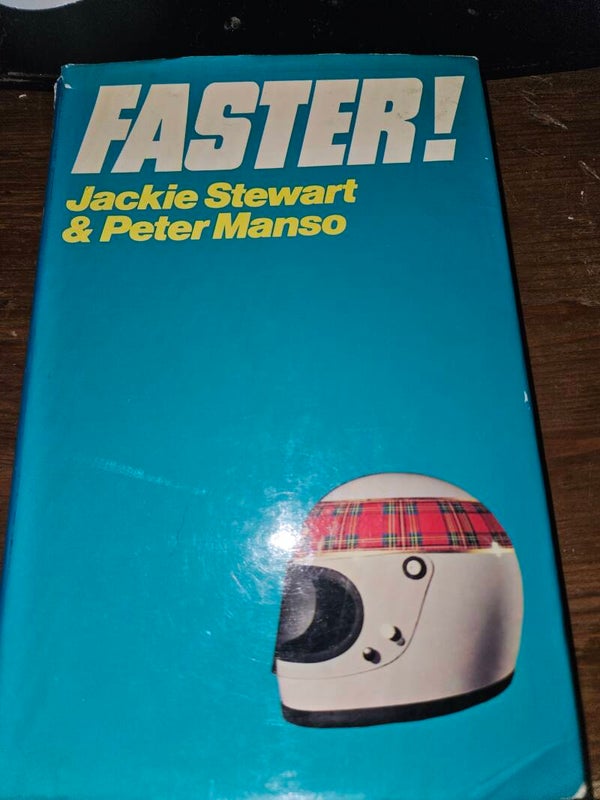 FASTER!
Jackie Stewart
& Peter Manso